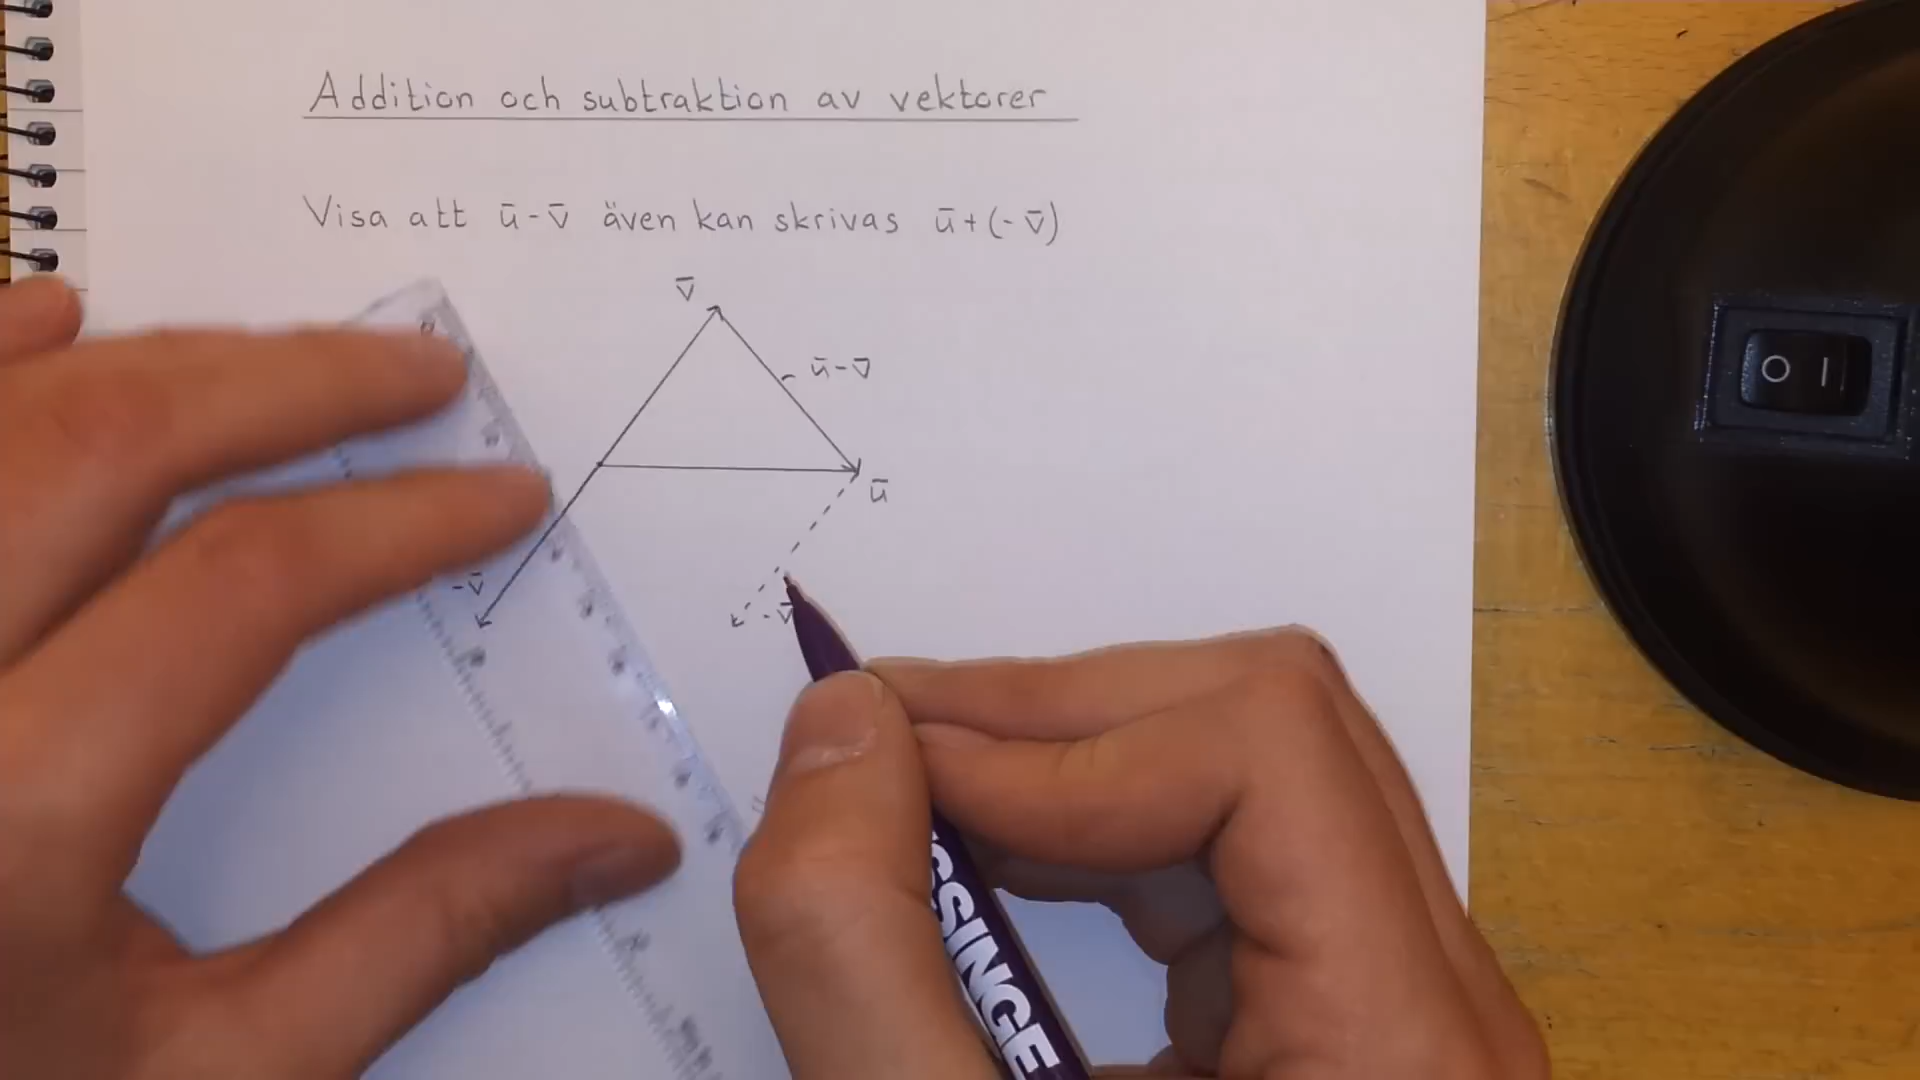 Addition och subtraktion av vektorer
Visa att ū - v̄ även kan skrivas ū + (- v̄)
v̄
ū - v̄
ū
- v̄
- v̄
O I